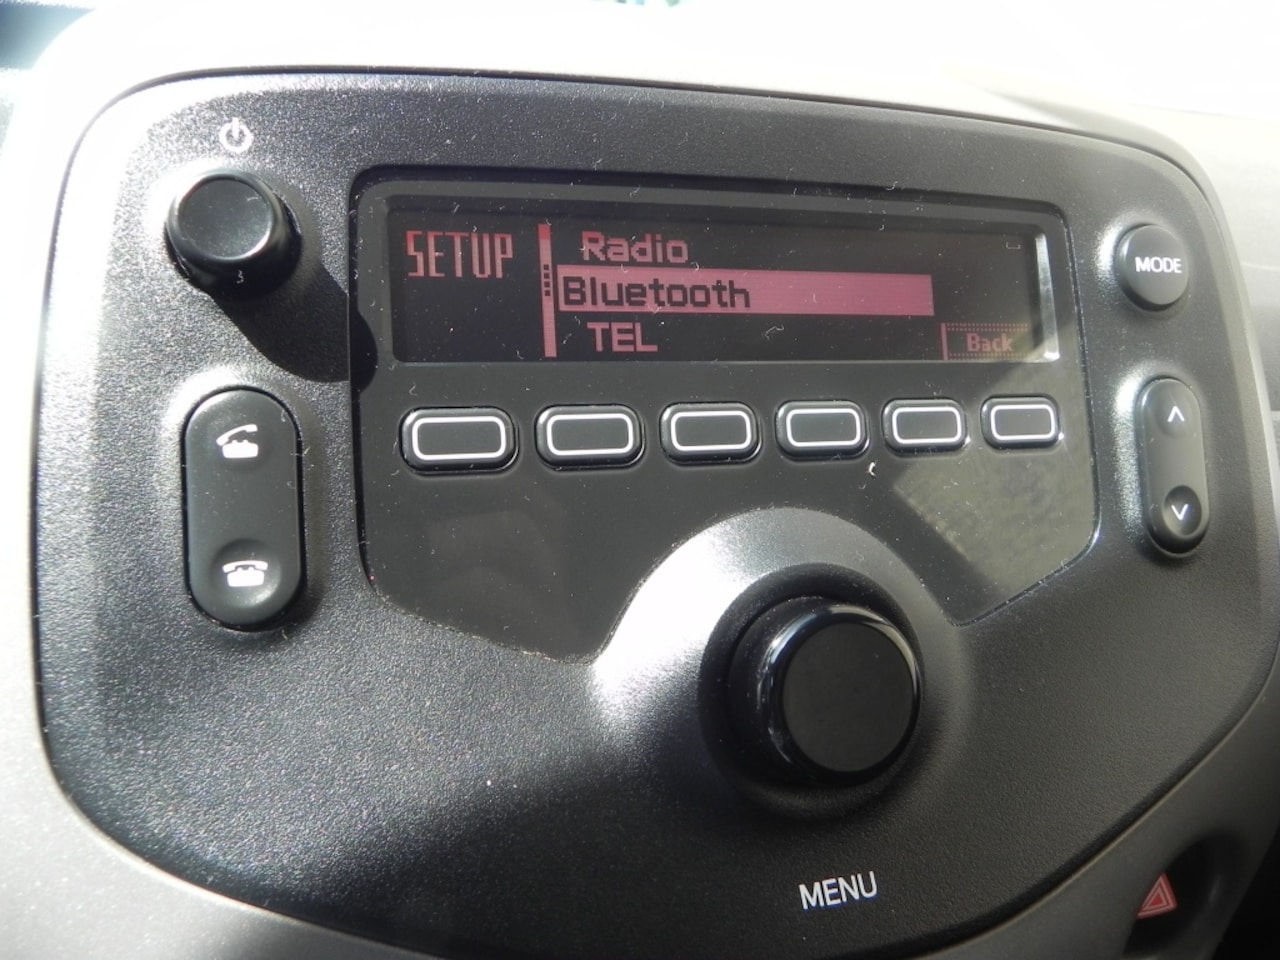 SETUP
Radio
Bluetooth
TEL
Back
MODE
MENU